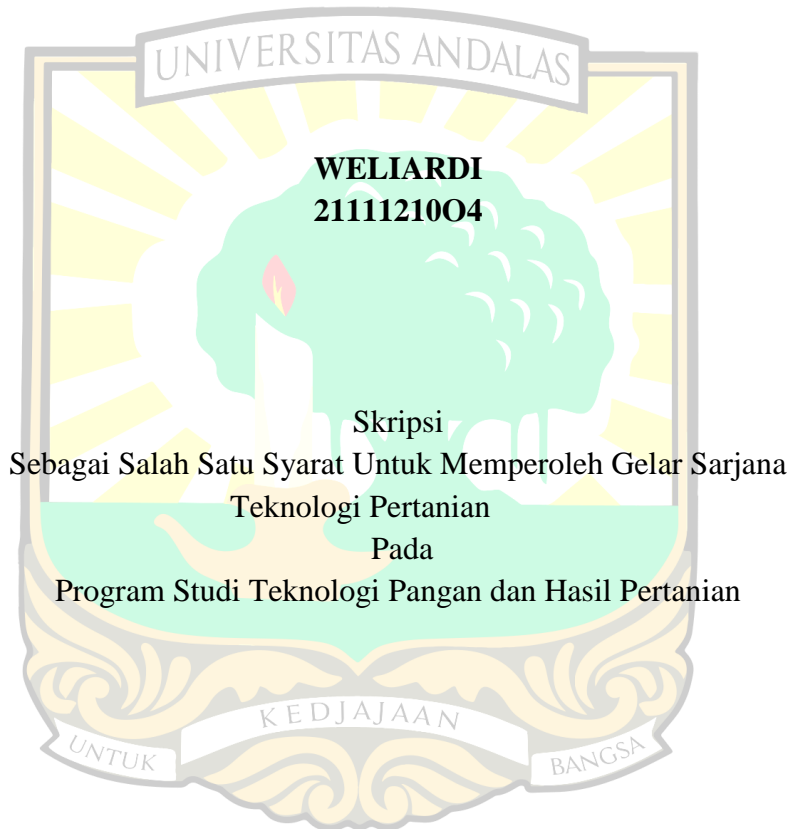 UNIVERSITAS ANDALAS
WELIARDI
21111210O4
Skripsi
Sebagai Salah Satu Syarat Untuk Memperoleh Gelar Sarjana
Teknologi Pertanian
Pada
Program Studi Teknologi Pangan dan Hasil Pertanian
UNTUK KEDJAJAAN BANGSA